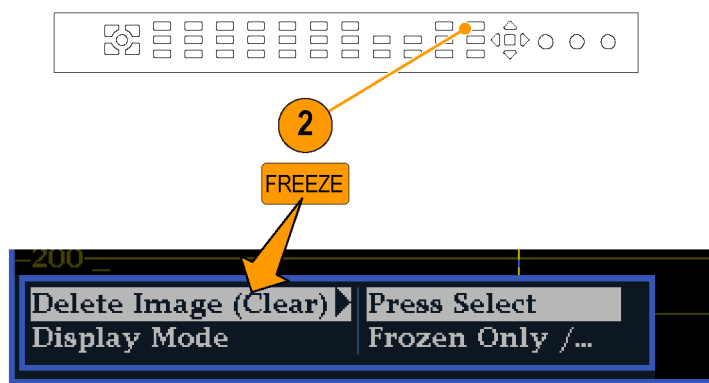 2
FREEZE
-200-
Delete Image (Clear) Press Select
Display Mode Frozen Only /...